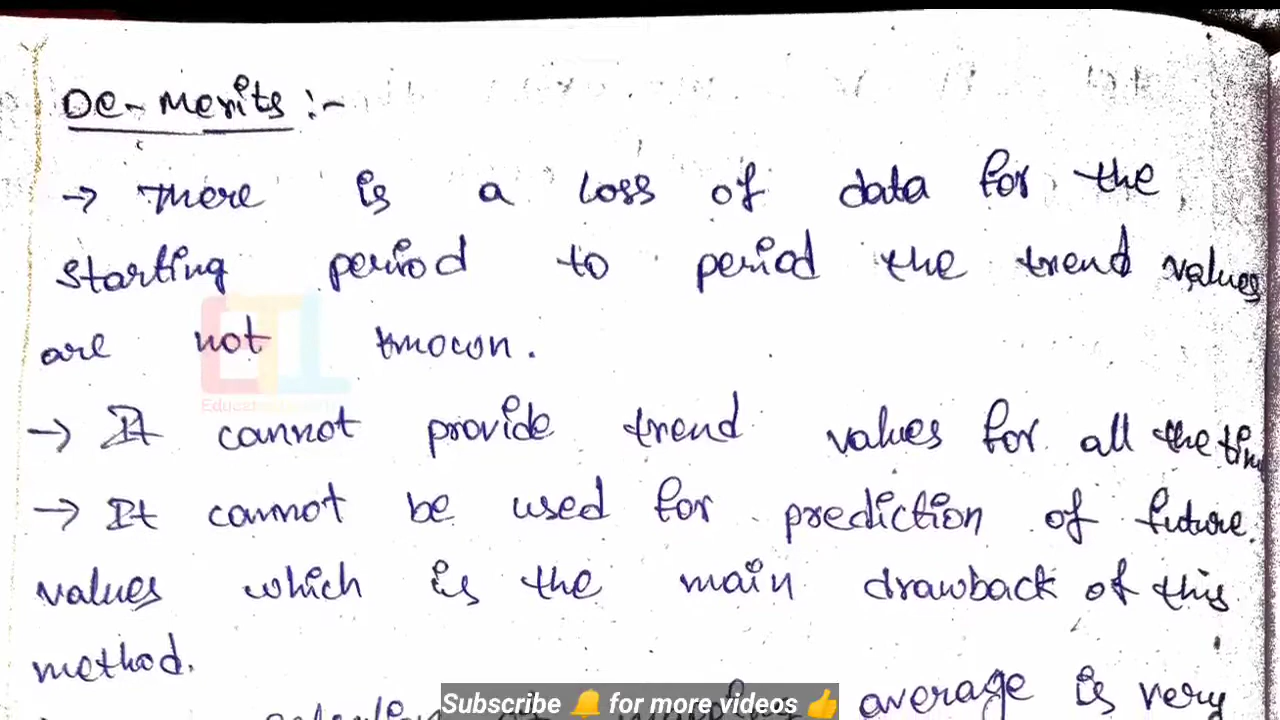 De-merits :-
→ There is a loss of data for the
starting period to period the trend values
are not
→ It cannot provide trend values for all the
→ It cannot be used for prediction of future.
values which is the main drawback of this
method.
average is very
Subscribe 🔔 for more videos 👍